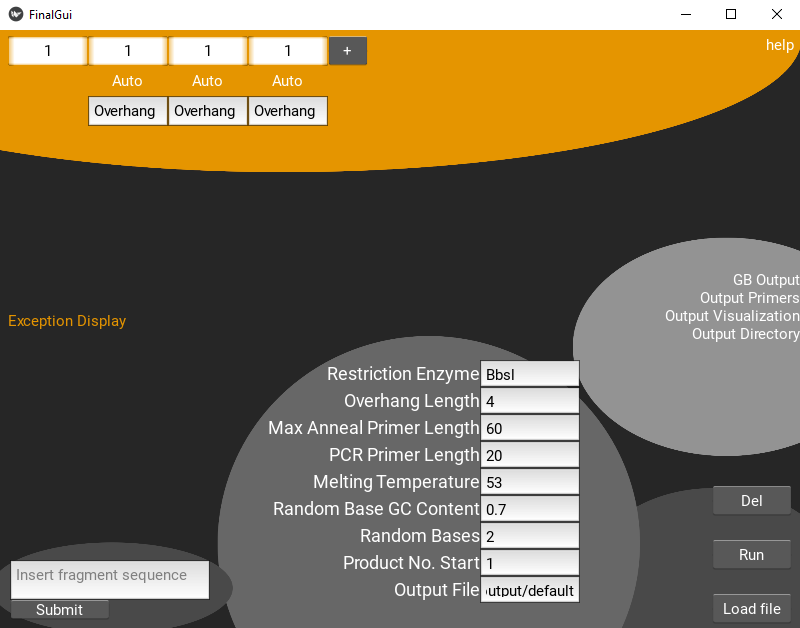 FinalGui
1 1 1 1 +
help
Auto Auto Auto
Overhang Overhang Overhang
GB Output
Output Primers
Output Visualization
Output Directory
Exception Display
Restriction Enzyme BbsI
Overhang Length 4
Max Anneal Primer Length 60
PCR Primer Length 20
Melting Temperature 53
Random Base GC Content 0.7
Random Bases 2
Product No. Start 1
Output File utput/default
Del
Run
Load file
Insert fragment sequence
Submit